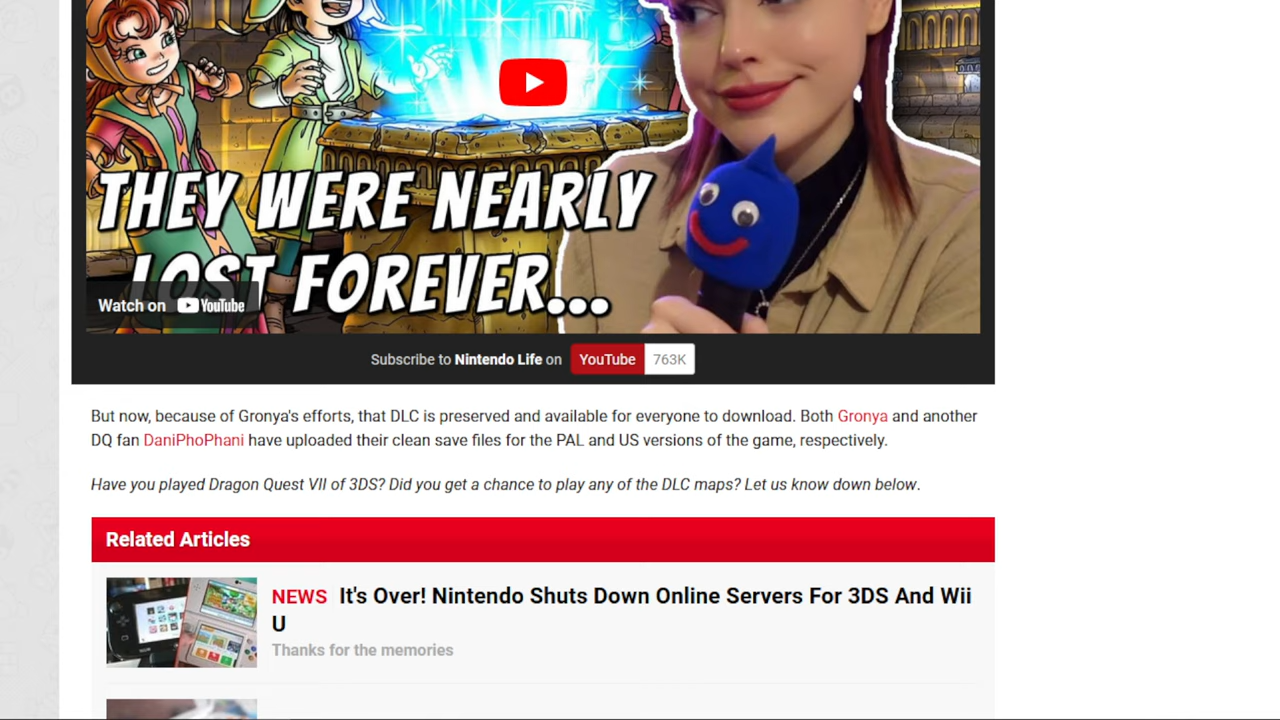 THEY WERE NEARLY
LOST FOREVER...
Watch on YouTube
Subscribe to Nintendo Life on YouTube 763K
But now, because of Gronya's efforts, that DLC is preserved and available for everyone to download. Both Gronya and another
DQ fan DaniPhoPhani have uploaded their clean save files for the PAL and US versions of the game, respectively.
Have you played Dragon Quest VII of 3DS? Did you get a chance to play any of the DLC maps? Let us know down below.
Related Articles
NEWS It's Over! Nintendo Shuts Down Online Servers For 3DS And Wii
U
Thanks for the memories